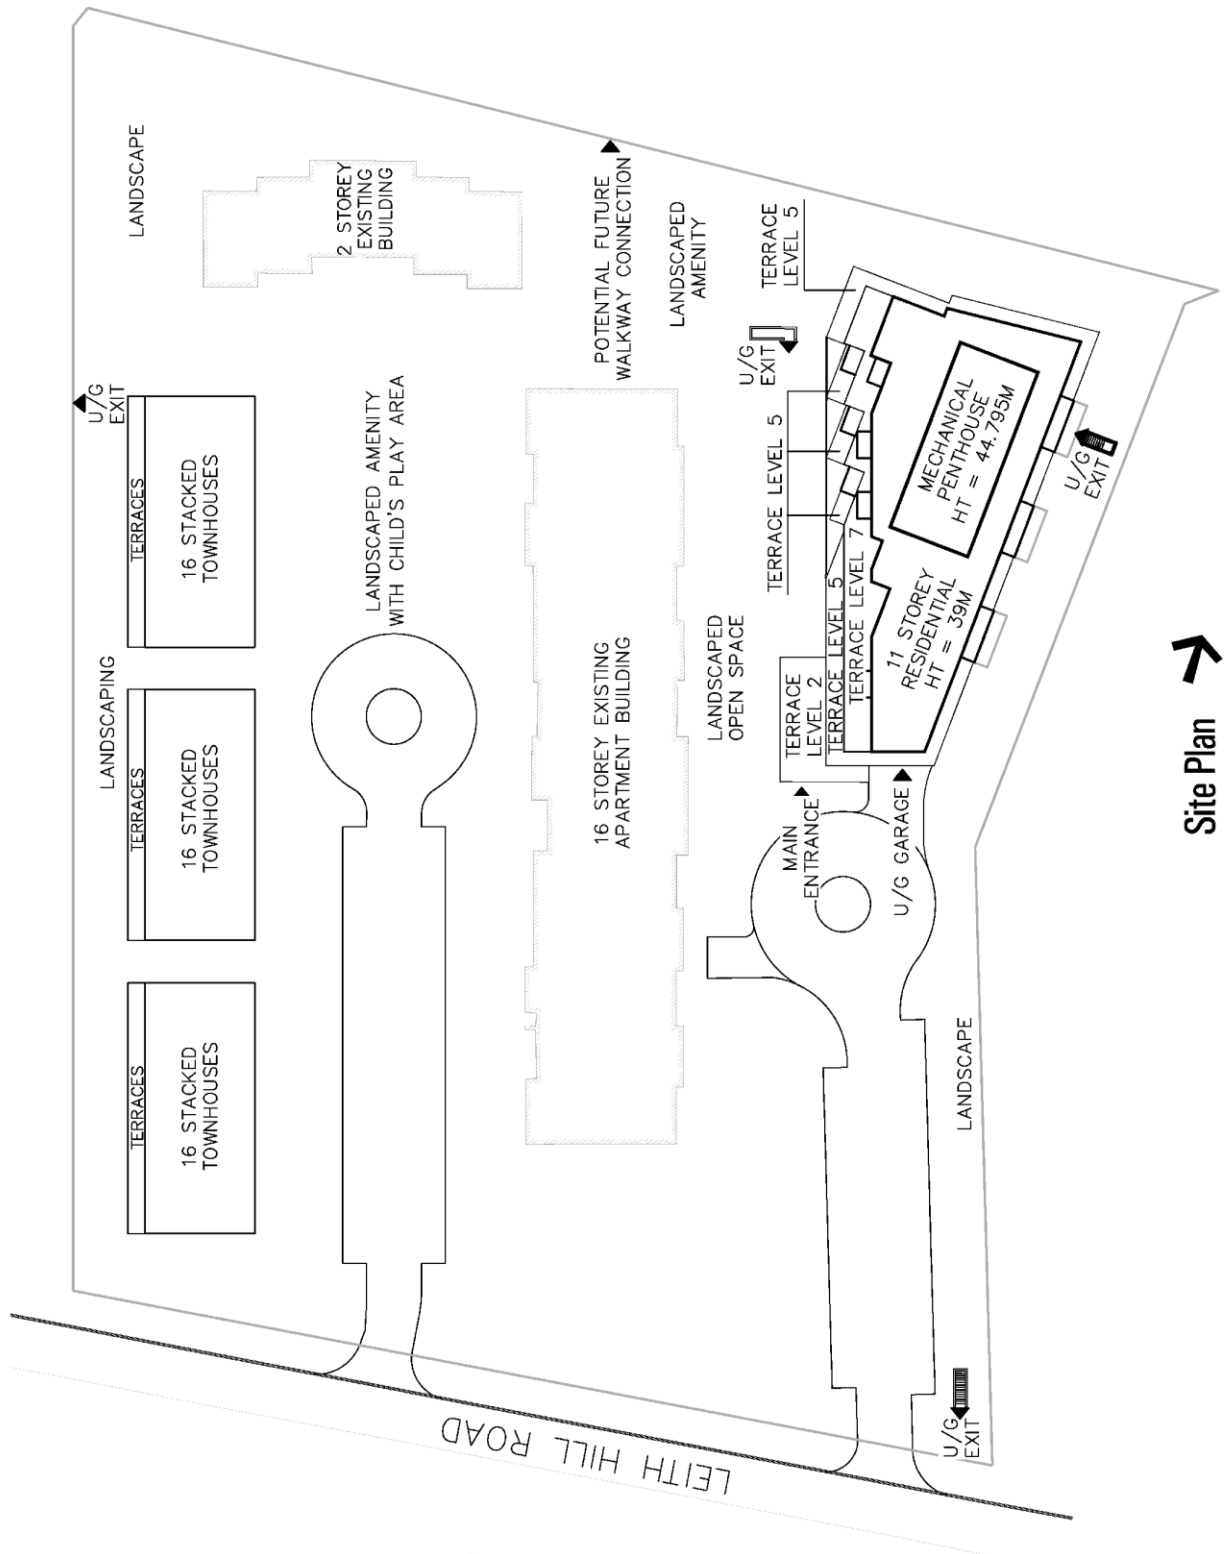 LANDSCAPE
2 STOREY
EXISTING
BUILDING
POTENTIAL FUTURE
WALKWAY CONNECTION
LANDSCAPED
AMENITY
TERRACE
LEVEL 5
U/G
EXIT
TERRACES
16 STACKED
TOWNHOUSES
LANDSCAPED AMENITY
WITH CHILD'S PLAY AREA
U/G
EXIT
TERRACE LEVEL 5
MECHANICAL
PENTHOUSE
HT = 44.795M
U/G
EXIT
LANDSCAPING
TERRACES
16 STACKED
TOWNHOUSES
16 STOREY EXISTING
APARTMENT BUILDING
LANDSCAPED
OPEN SPACE
TERRACE
LEVEL 2
TERRACE LEVEL 5
TERRACE LEVEL 7
11 STOREY
RESIDENTIAL
HT = 39M
MAIN
ENTRANCE
U/G GARAGE
TERRACES
16 STACKED
TOWNHOUSES
LANDSCAPE
U/G
EXIT
LEITH HILL ROAD
Site Plan